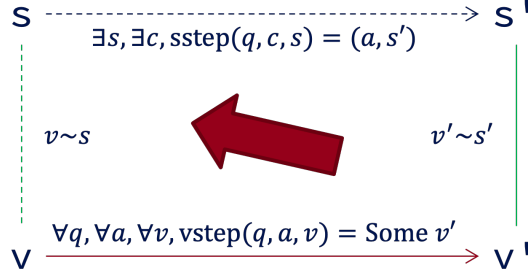 s s'
∃s, ∃c, sstep(q, c, s) = (a, s′)
v~s v′~s′
∀q, ∀a, ∀v, vstep(q, a, v) = Some v′
v v'